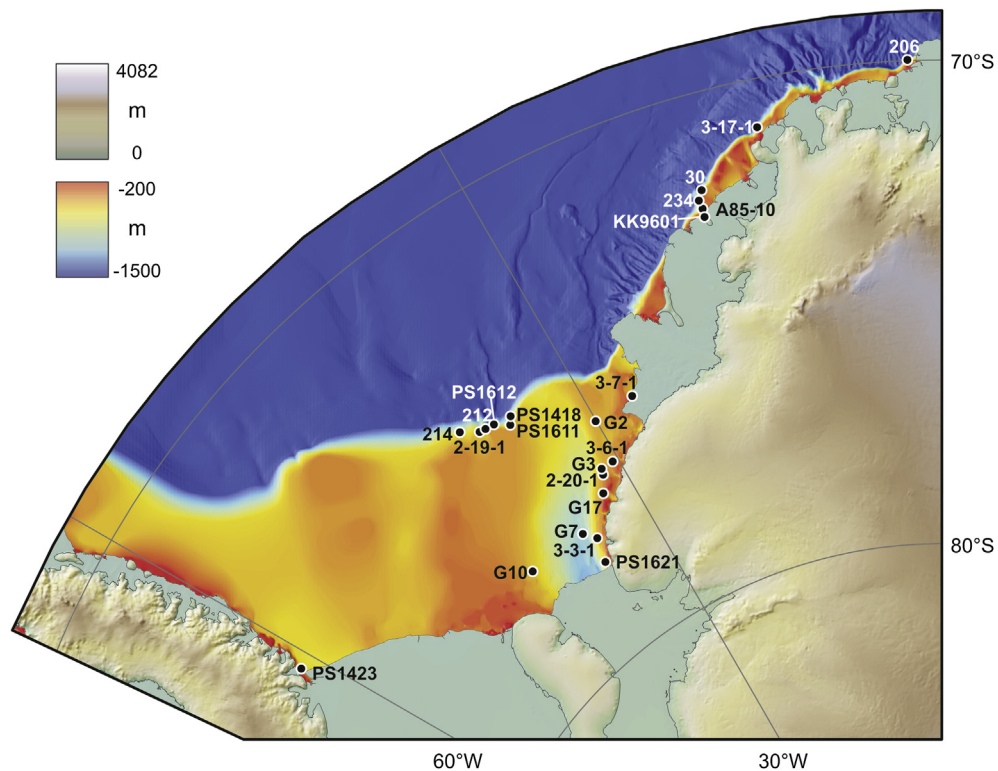 4082
m
0
-200
m
-1500
206
70°S
3-17-1
30
234
A85-10
KK9601
3-7-1
PS1612
212
PS1418
G2
214
PS1611
2-19-1
3-6-1
G3
2-20-1
G17
G7
3-3-1
80°S
PS1621
G10
PS1423
60°W
30°W